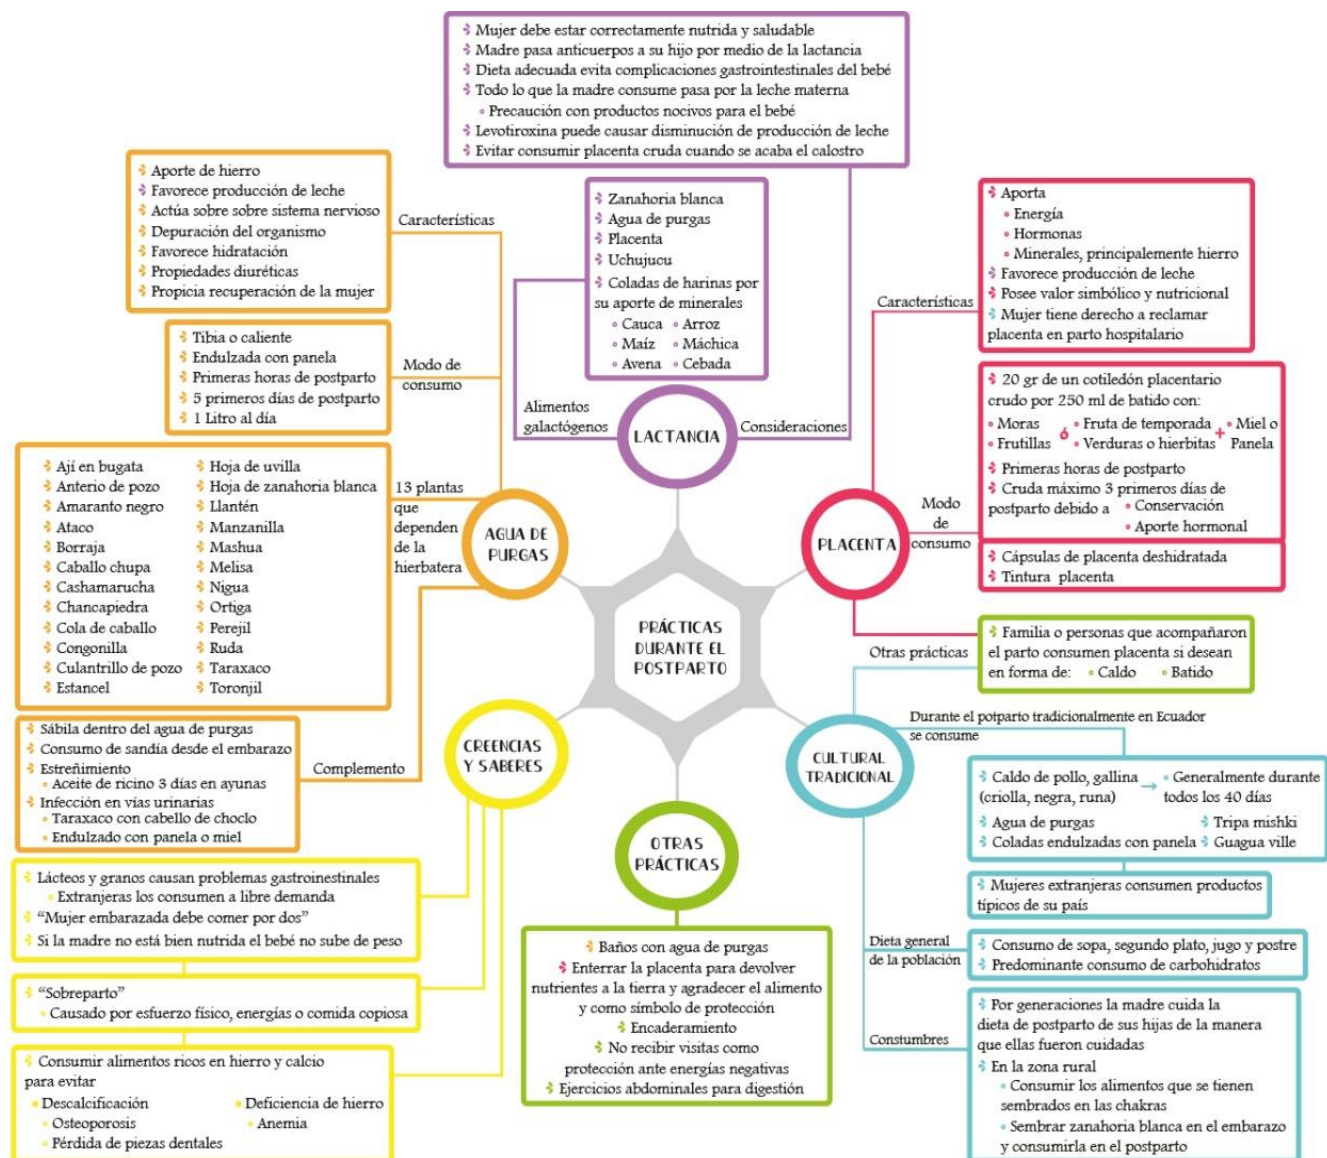 Mujer debe estar correctamente nutrida y saludable
Madre pasa anticuerpos a su hijo por medio de la lactancia
Dieta adecuada evita complicaciones gastrointestinales del bebé
Todo lo que la madre consume pasa por la leche materna
Precaución con productos nocivos para el bebé
Levotiroxina puede causar disminución de producción de leche
Evitar consumir placenta cruda cuando se acaba el calostro
Zanahoria blanca
Agua de purgas
Placenta
Uchujucu
Coladas de harinas por
su aporte de minerales
Cauca Arroz
Maíz Máchica
Avena Cebada
Alimentos
galactógenos
LACTANCIA
Consideraciones
Aporte de hierro
Favorece producción de leche
Actúa sobre sobre sistema nervioso
Depuración del organismo
Favorece hidratación
Propiedades diuréticas
Propicia recuperación de la mujer
Características
Tibia o caliente
Endulzada con panela
Primeras horas de postparto
5 primeros días de postparto
1 Litro al día
Modo de
consumo
Ají en bugata Hoja de uvilla
Anterio de pozo Hoja de zanahoria blanca
Amaranto negro Llantén
Ataco Manzanilla
Borraja Mashua
Caballo chupa Melisa
Cashamarucha Nigua
Chancapiedra Ortiga
Cola de caballo Perejil
Congonilla Ruda
Culantrillo de pozo Taraxaco
Estancel Toronjil
13 plantas
que
dependen
de la
hierbatera
AGUA DE
PURGAS
Sábila dentro del agua de purgas
Consumo de sandía desde el embarazo
Estreñimiento
Aceite de ricino 3 días en ayunas
Infección en vías urinarias
Taraxaco con cabello de choclo
Endulzado con panela o miel
Complemento
Aporta
Energía
Hormonas
Minerales, principalemente hierro
Favorece producción de leche
Posee valor simbólico y nutricional
Mujer tiene derecho a reclamar
placenta en parto hospitalario
Características
20 gr de un cotiledón placentario
crudo por 250 ml de batido con:
Moras ó Fruta de temporada + Miel o
Frutillas Verduras o hierbitas Panela
Primeras horas de postparto
Cruda máximo 3 primeros días de
postparto debido a Conservación
Aporte hormonal
Cápsulas de placenta deshidratada
Tintura placenta
Modo
de
consumo
PLACENTA
Familia o personas que acompañaron
el parto consumen placenta si desean
en forma de: Caldo Batido
Otras prácticas
PRÁCTICAS
DURANTE EL
POSTPARTO
CREENCIAS
Y SABERES
Lácteos y granos causan problemas gastroinestinales
Extranjeras los consumen a libre demanda
“Mujer embarazada debe comer por dos”
Si la madre no está bien nutrida el bebé no sube de peso
“Sobreparto”
Causado por esfuerzo físico, energías o comida copiosa
Consumir alimentos ricos en hierro y calcio
para evitar
Descalcificación Deficiencia de hierro
Osteoporosis Anemia
Pérdida de piezas dentales
OTRAS
PRÁCTICAS
Baños con agua de purgas
Enterrar la placenta para devolver
nutrientes a la tierra y agradecer el alimento
y como símbolo de protección
Encaderamiento
No recibir visitas como
protección ante energías negativas
Ejercicios abdominales para digestión
CULTURAL
TRADICIONAL
Durante el potparto tradicionalmente en Ecuador
se consume
Caldo de pollo, gallina → Generalmente durante
(criolla, negra, runa) todos los 40 días
Agua de purgas Tripa mishki
Coladas endulzadas con panela Guagua ville
Mujeres extranjeras consumen productos
típicos de su país
Dieta general
de la población
Consumo de sopa, segundo plato, jugo y postre
Predominante consumo de carbohidratos
Constumbres
Por generaciones la madre cuida la
dieta de postparto de sus hijas de la manera
que ellas fueron cuidadas
En la zona rural
Consumir los alimentos que se tienen
sembrados en las chakras
Sembrar zanahoria blanca en el embarazo
y consumirla en el postparto